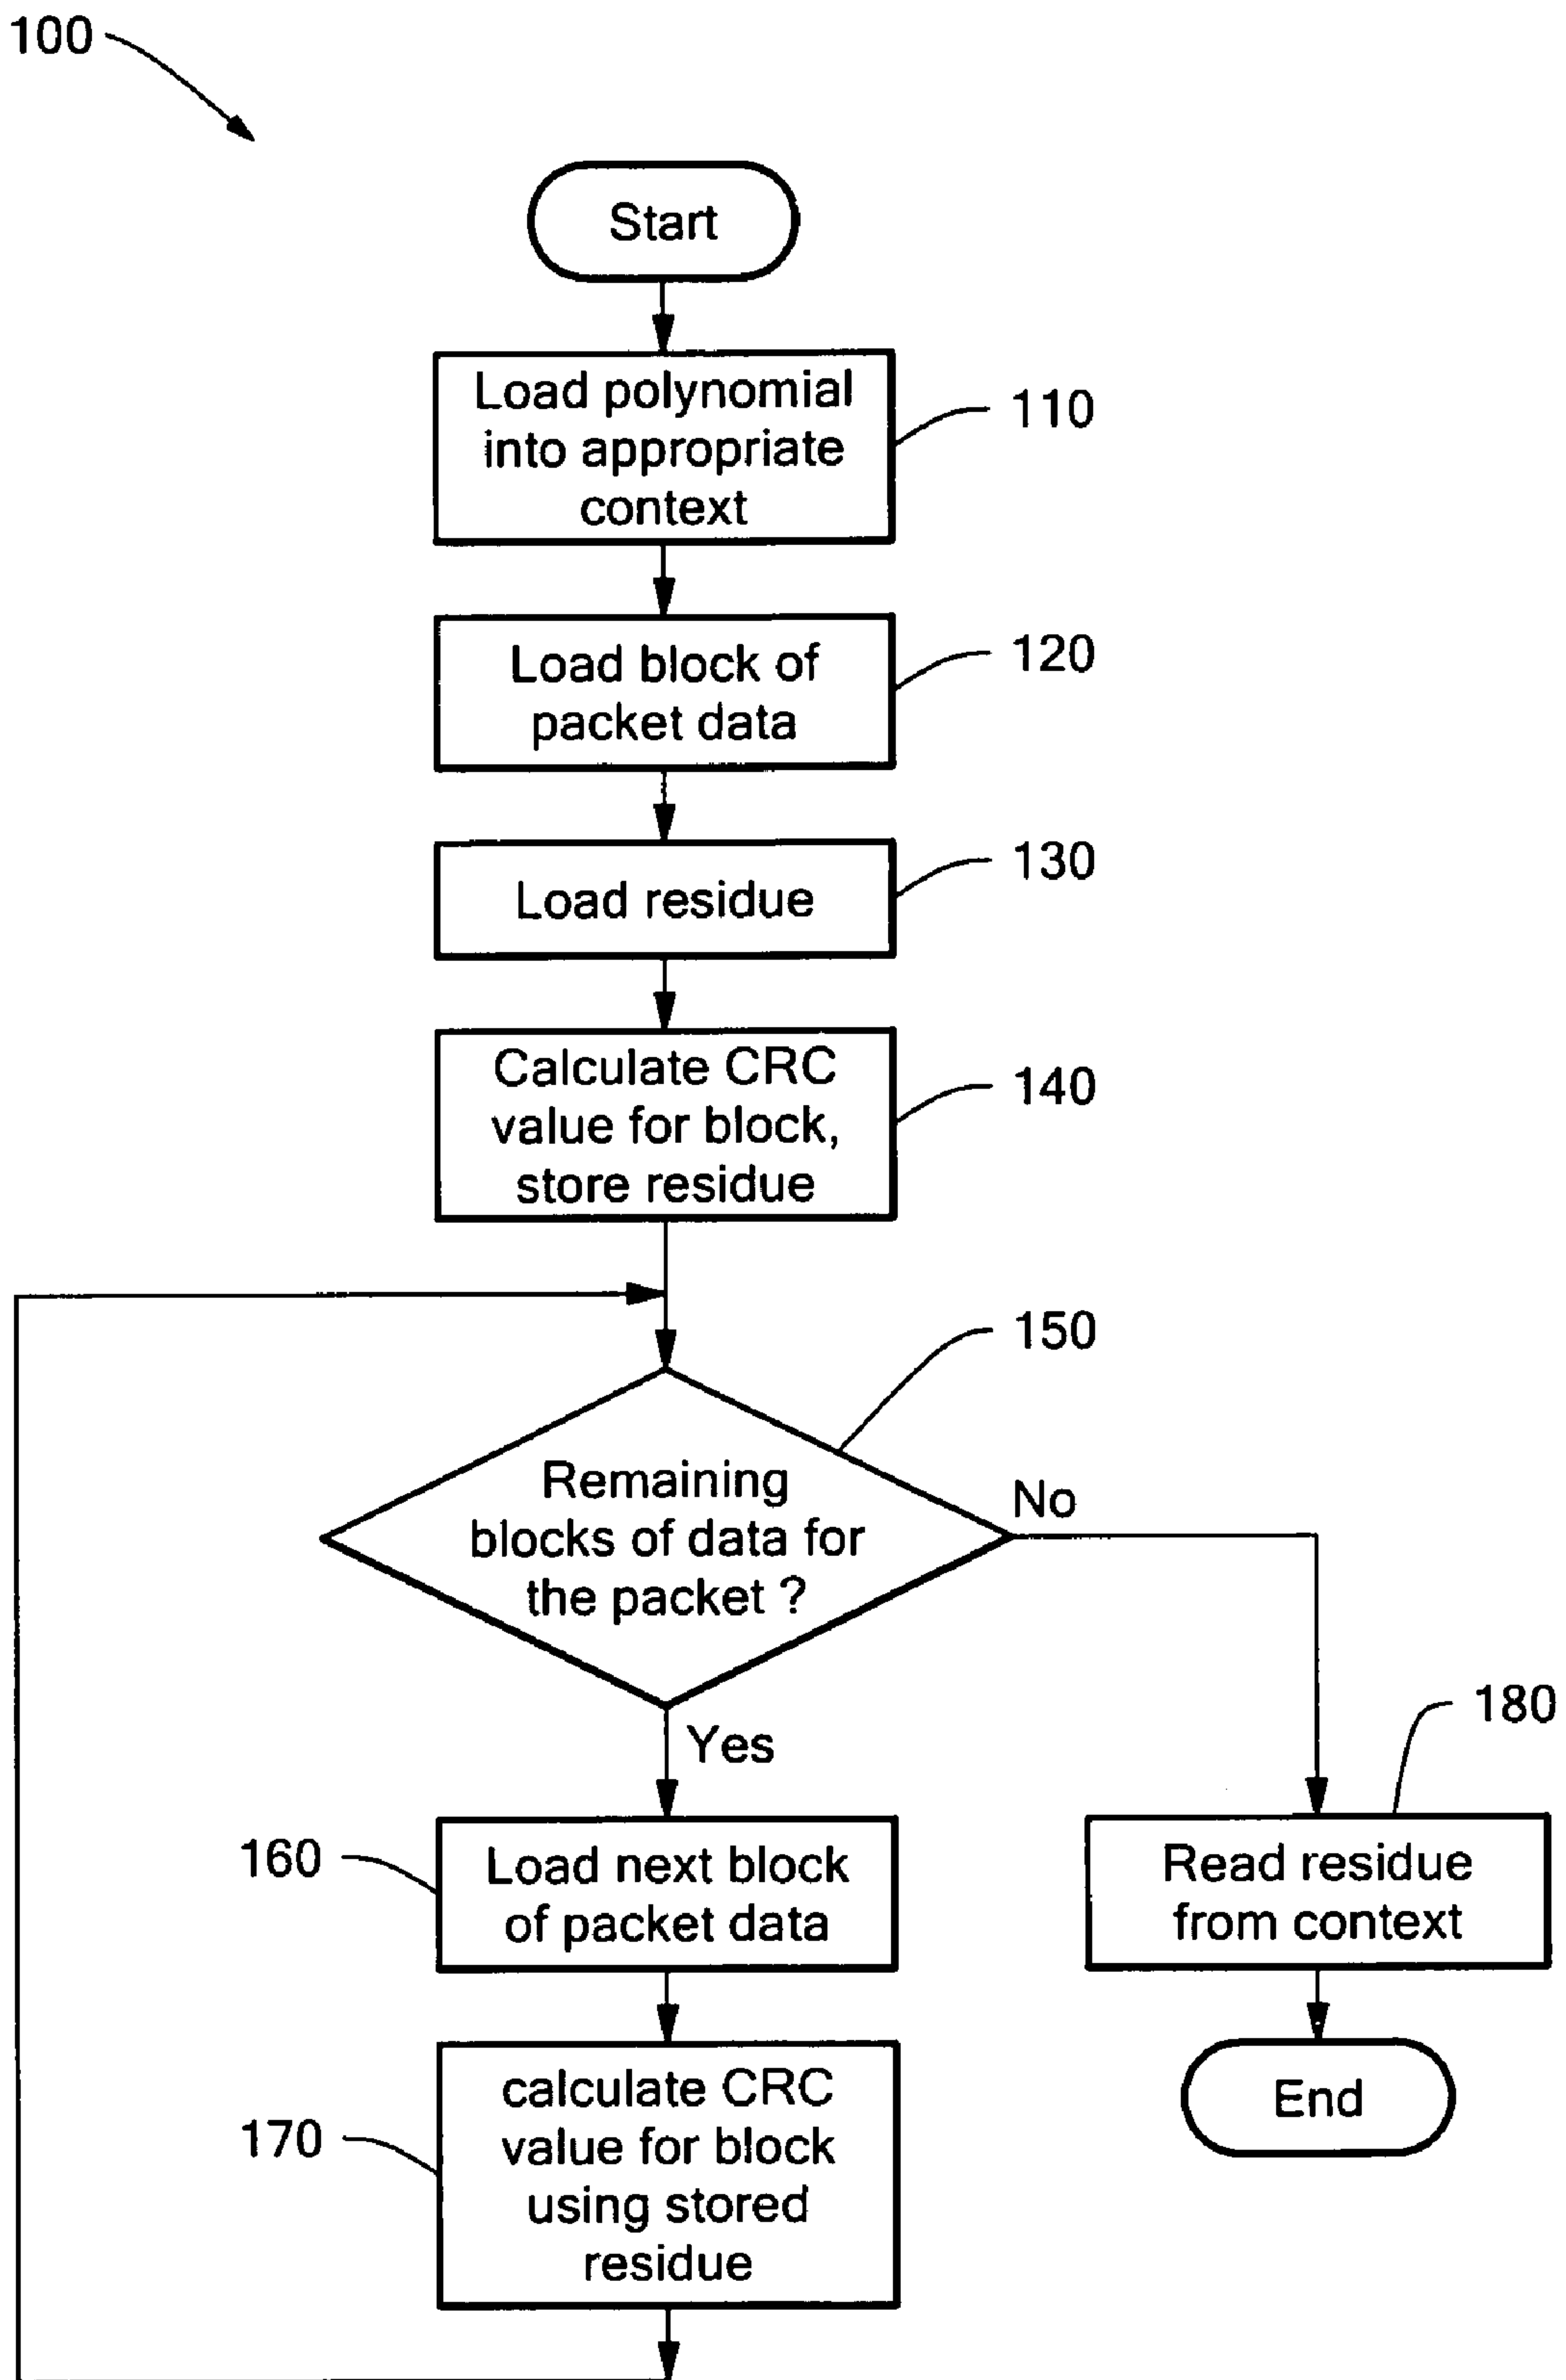 100
Start
Load polynomial
into appropriate
context
110
Load block of
packet data
120
Load residue
130
Calculate CRC
value for block,
store residue
140
150
Remaining
blocks of data for
the packet ?
No
Yes
180
160
Load next block
of packet data
Read residue
from context
170
calculate CRC
value for block
using stored
residue
End